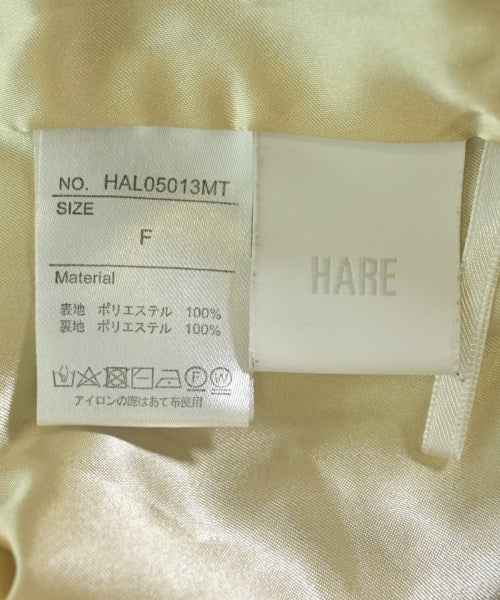 NO. HAL05013MT
SIZE
F
Material
表地 ポリエステル 100%
裏地 ポリエステル 100%
F W
アイロンの際はあて布使用
HARE